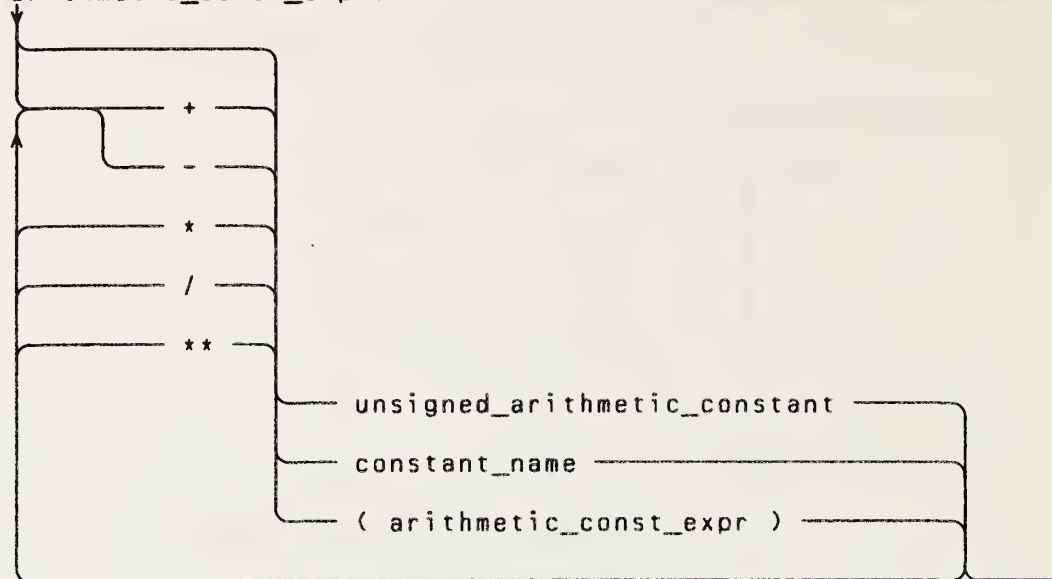 +
-
*
/
**
unsigned_arithmetic_constant
constant_name
( arithmetic_const_expr )